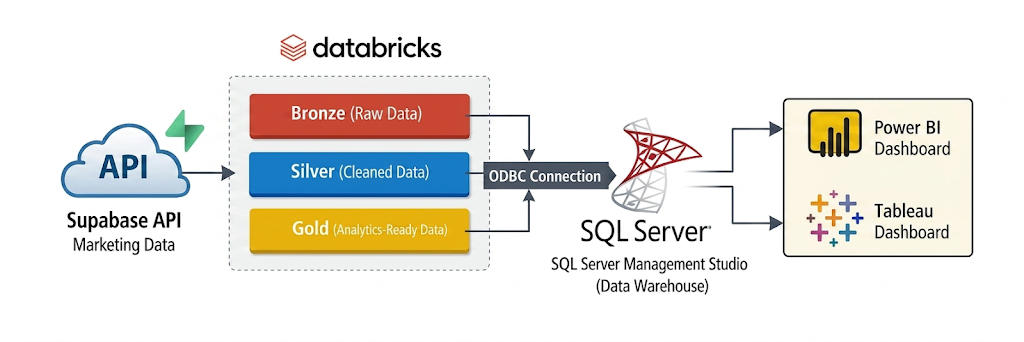 databricks
Bronze (Raw Data)
Silver (Cleaned Data)
Gold (Analytics-Ready Data)
API
Supabase API
Marketing Data
ODBC Connection
SQL Server
SQL Server Management Studio
(Data Warehouse)
Power BI
Dashboard
Tableau
Dashboard